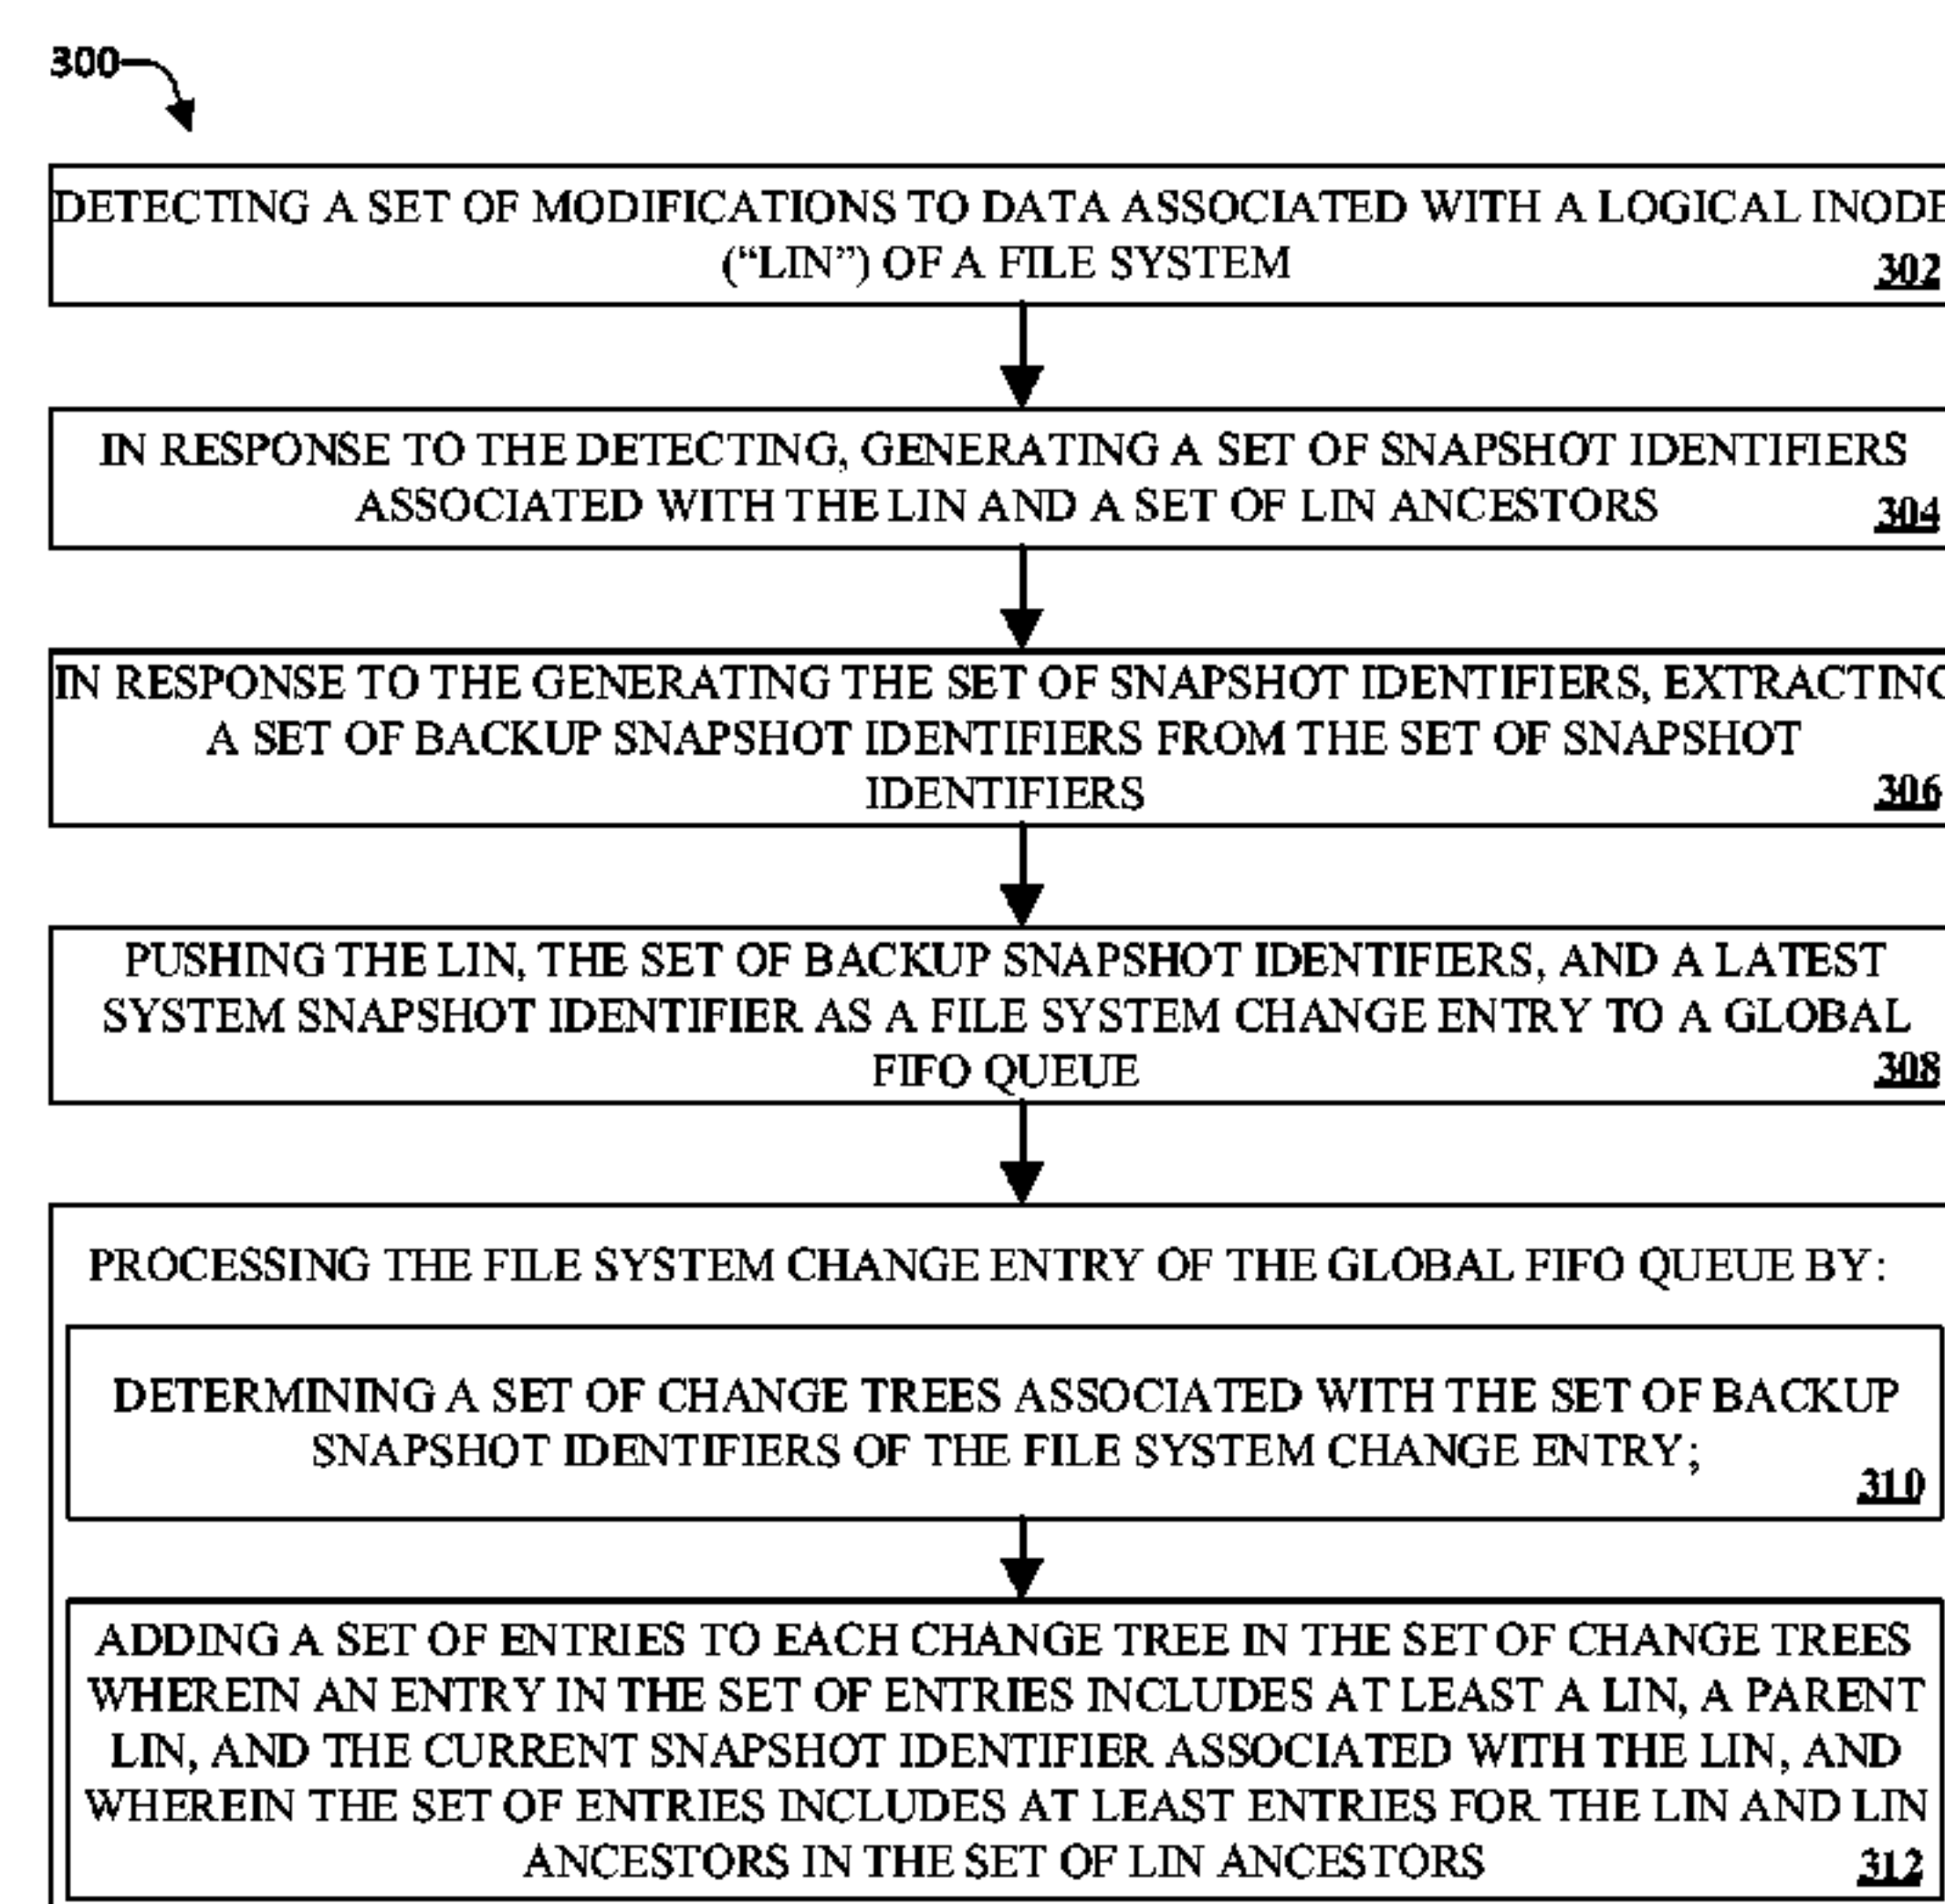 300
DETECTING A SET OF MODIFICATIONS TO DATA ASSOCIATED WITH A LOGICAL INODE
("LIN") OF A FILE SYSTEM
302
IN RESPONSE TO THE DETECTING, GENERATING A SET OF SNAPSHOT IDENTIFIERS
ASSOCIATED WITH THE LIN AND A SET OF LIN ANCESTORS
304
IN RESPONSE TO THE GENERATING THE SET OF SNAPSHOT IDENTIFIERS, EXTRACTING
A SET OF BACKUP SNAPSHOT IDENTIFIERS FROM THE SET OF SNAPSHOT
IDENTIFIERS
306
PUSHING THE LIN, THE SET OF BACKUP SNAPSHOT IDENTIFIERS, AND A LATEST
SYSTEM SNAPSHOT IDENTIFIER AS A FILE SYSTEM CHANGE ENTRY TO A GLOBAL
FIFO QUEUE
308
PROCESSING THE FILE SYSTEM CHANGE ENTRY OF THE GLOBAL FIFO QUEUE BY:
DETERMINING A SET OF CHANGE TREES ASSOCIATED WITH THE SET OF BACKUP
SNAPSHOT IDENTIFIERS OF THE FILE SYSTEM CHANGE ENTRY;
310
ADDING A SET OF ENTRIES TO EACH CHANGE TREE IN THE SET OF CHANGE TREES
WHEREIN AN ENTRY IN THE SET OF ENTRIES INCLUDES AT LEAST A LIN, A PARENT
LIN, AND THE CURRENT SNAPSHOT IDENTIFIER ASSOCIATED WITH THE LIN, AND
WHEREIN THE SET OF ENTRIES INCLUDES AT LEAST ENTRIES FOR THE LIN AND LIN
ANCESTORS IN THE SET OF LIN ANCESTORS
312